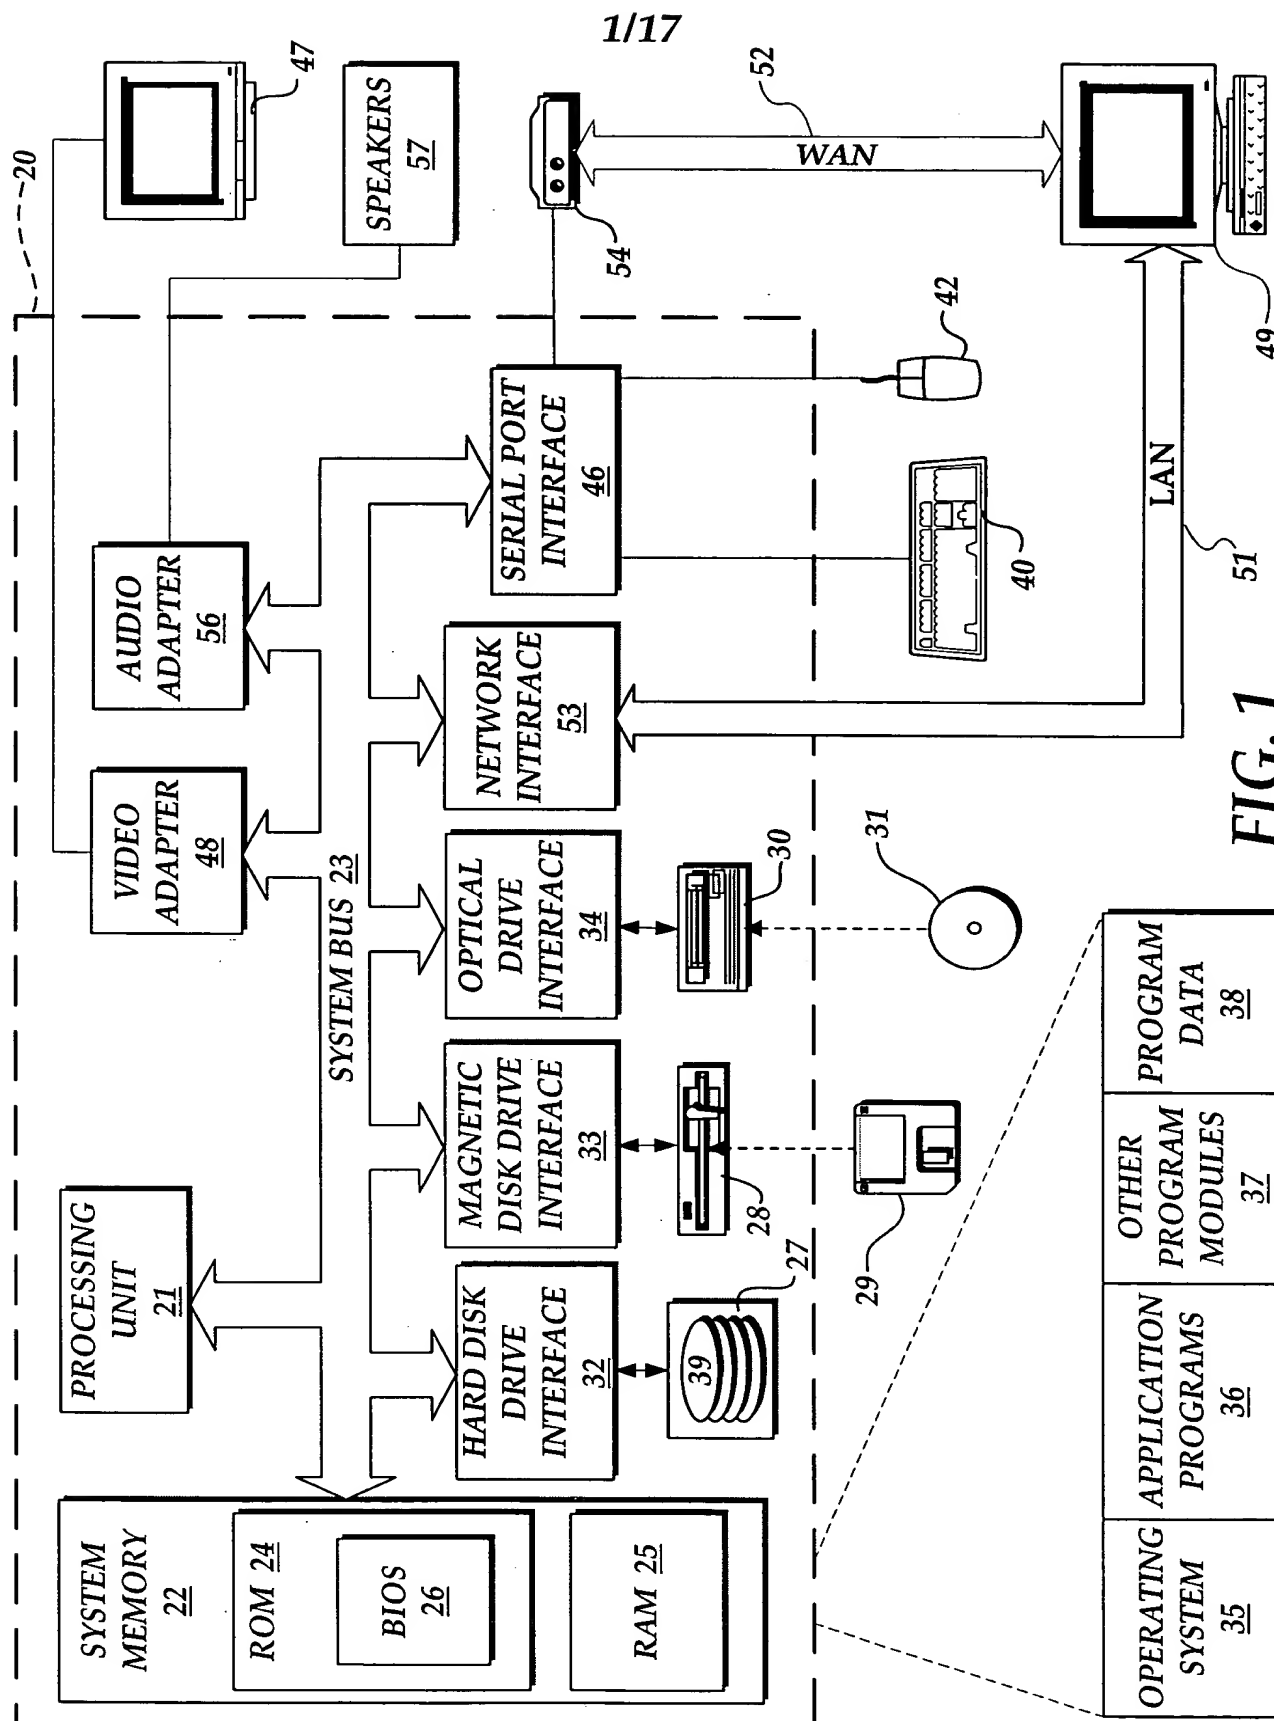 1/17
20
SYSTEM
MEMORY
22
ROM 24
BIOS
26
RAM 25
PROCESSING
UNIT
21
VIDEO
ADAPTER
48
AUDIO
ADAPTER
56
47
SPEAKERS
57
SYSTEM BUS 23
HARD DISK
DRIVE
INTERFACE
32
MAGNETIC
DISK DRIVE
INTERFACE
33
OPTICAL
DRIVE
INTERFACE
34
NETWORK
INTERFACE
53
SERIAL PORT
INTERFACE
46
54
52
WAN
39
27
28
30
29
31
40
42
LAN
51
49
OPERATING
SYSTEM
35
APPLICATION
PROGRAMS
36
OTHER
PROGRAM
MODULES
37
PROGRAM
DATA
38
FIG. 1